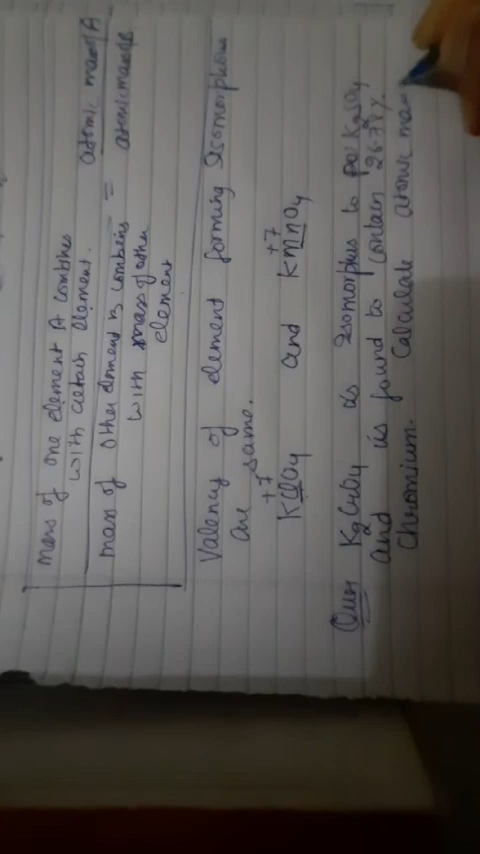 mass of one element A combines
with certain element.
mass of other element B combines
with mass of other
element
=
atomic mass of A
atomic mass of B
Valency of element forming Isomorphous
are same.
+7 +7
KClO4 and KMnO4
Ques K2CrO4 is Isomorphus to K2SO4
and is found to contain 26.78%
Chromium. Calculate atomic mass